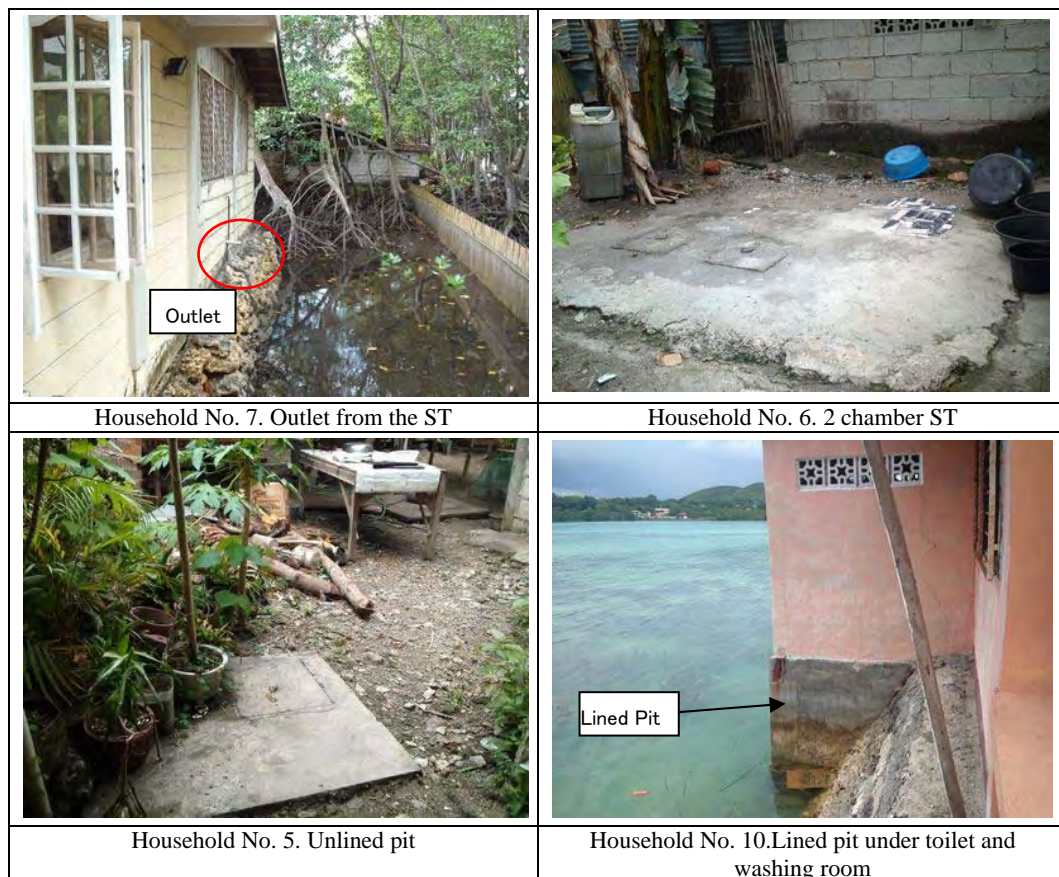 Outlet
Household No. 7. Outlet from the ST
Household No. 6. 2 chamber ST
Lined Pit
Household No. 5. Unlined pit
Household No. 10.Lined pit under toilet and
washing room